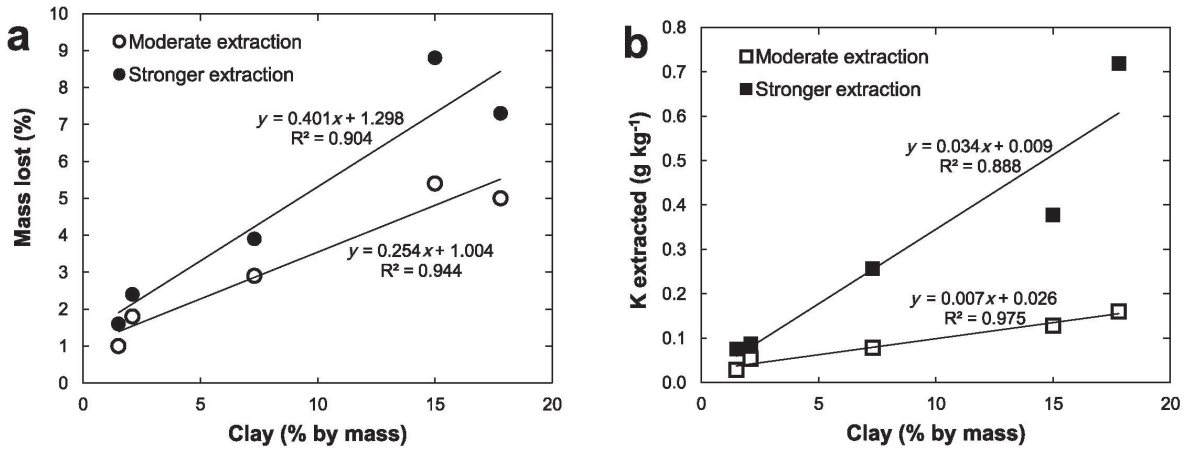 a
Mass lost (%)
10
9
8
7
6
5
4
3
2
1
0
Moderate extraction
Stronger extraction
y = 0.401x + 1.298
R² = 0.904
y = 0.254x + 1.004
R² = 0.944
0 5 10 15 20
Clay (% by mass)
b
K extracted (g kg⁻¹)
0.8
0.7
0.6
0.5
0.4
0.3
0.2
0.1
0.0
Moderate extraction
Stronger extraction
y = 0.034x + 0.009
R² = 0.888
y = 0.007x + 0.026
R² = 0.975
0 5 10 15 20
Clay (% by mass)